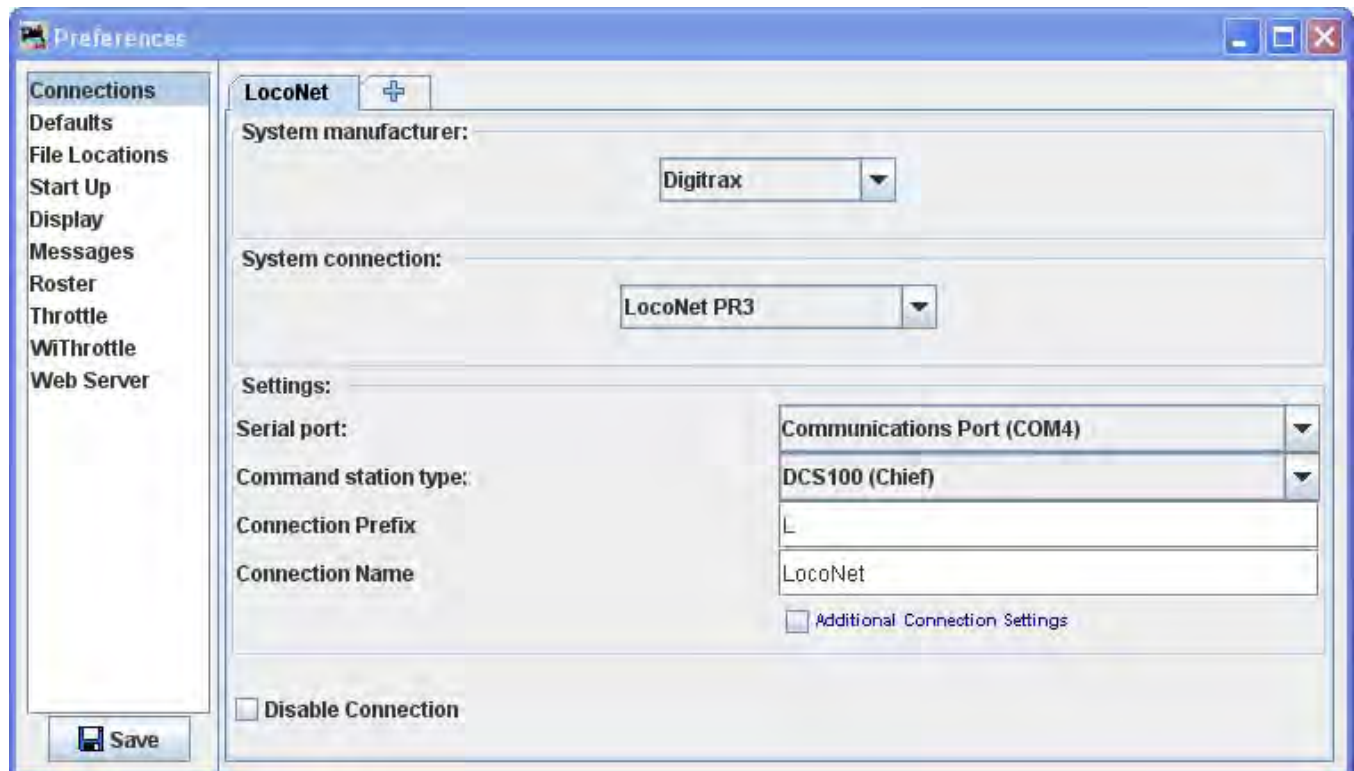 Preferences
Connections
Defaults
File Locations
Start Up
Display
Messages
Roster
Throttle
WiThrottle
Web Server
Save
LocoNet
System manufacturer:
Digitrax
System connection:
LocoNet PR3
Settings:
Serial port: Communications Port (COM4)
Command station type: DCS100 (Chief)
Connection Prefix L
Connection Name LocoNet
Additional Connection Settings
Disable Connection